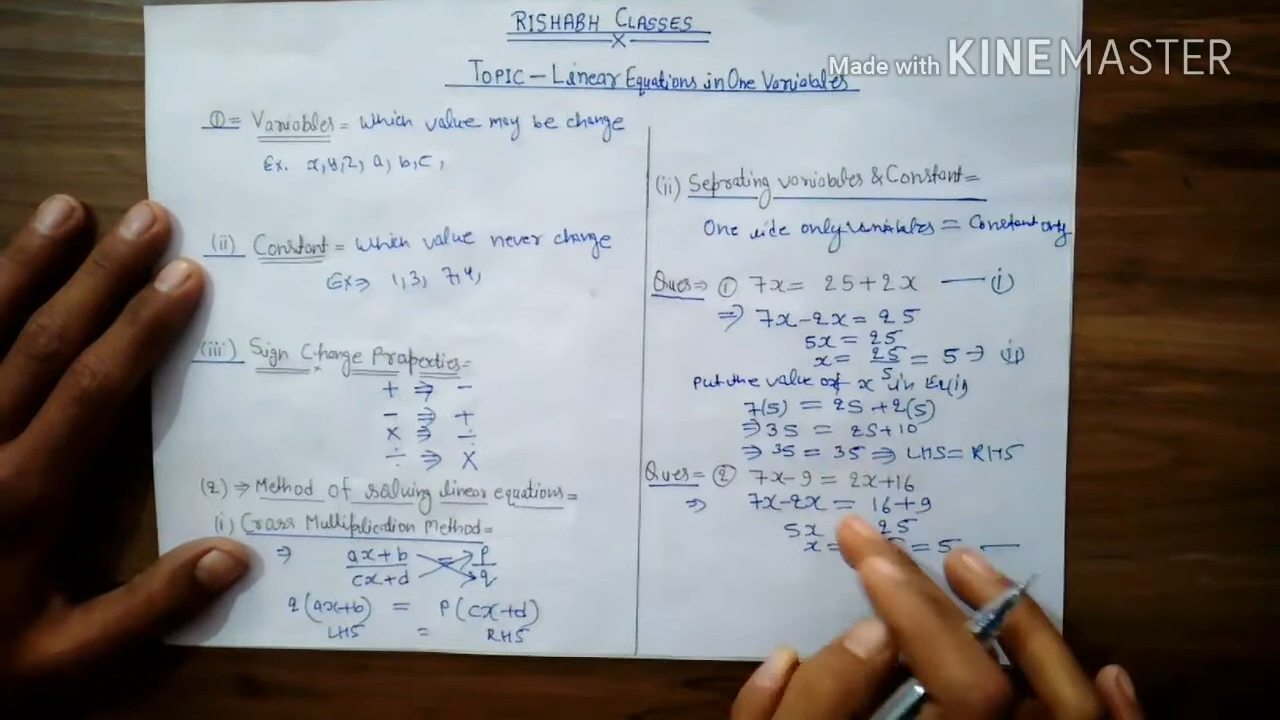 RISHABH CLASSES
Made with KINEMASTER
TOPIC - Linear Equations in One Variables
① = Variables = which value may be change
Ex. x, y, z, a, b, c,
(ii) Constant = which value never change
Ex ⇒ 1, 3, 7, 4,
(iii) Sign Change Properties =
+ ⇒ -
- ⇒ +
× ⇒ ÷
÷ ⇒ ×
(2) ⇒ Method of solving linear equations =
(i) Cross Multiplication Method =
⇒ ax+b / cx+d = p / q
q(ax+b) = p(cx+d)
LHS = RHS
(ii) Seprating variables & Constant =
One side only variables = Constant only
Ques ⇒ ① 7x = 25+2x — (i)
⇒ 7x-2x = 25
5x = 25
x = 25/5 = 5 → (ii)
Put the value of x in Eq(i)
7(5) = 25+2(5)
⇒ 35 = 25+10
⇒ 35 = 35 ⇒ LHS = RHS
Ques = ② 7x-9 = 2x+16
⇒ 7x-2x = 16+9
5x 25
x = = 5 —